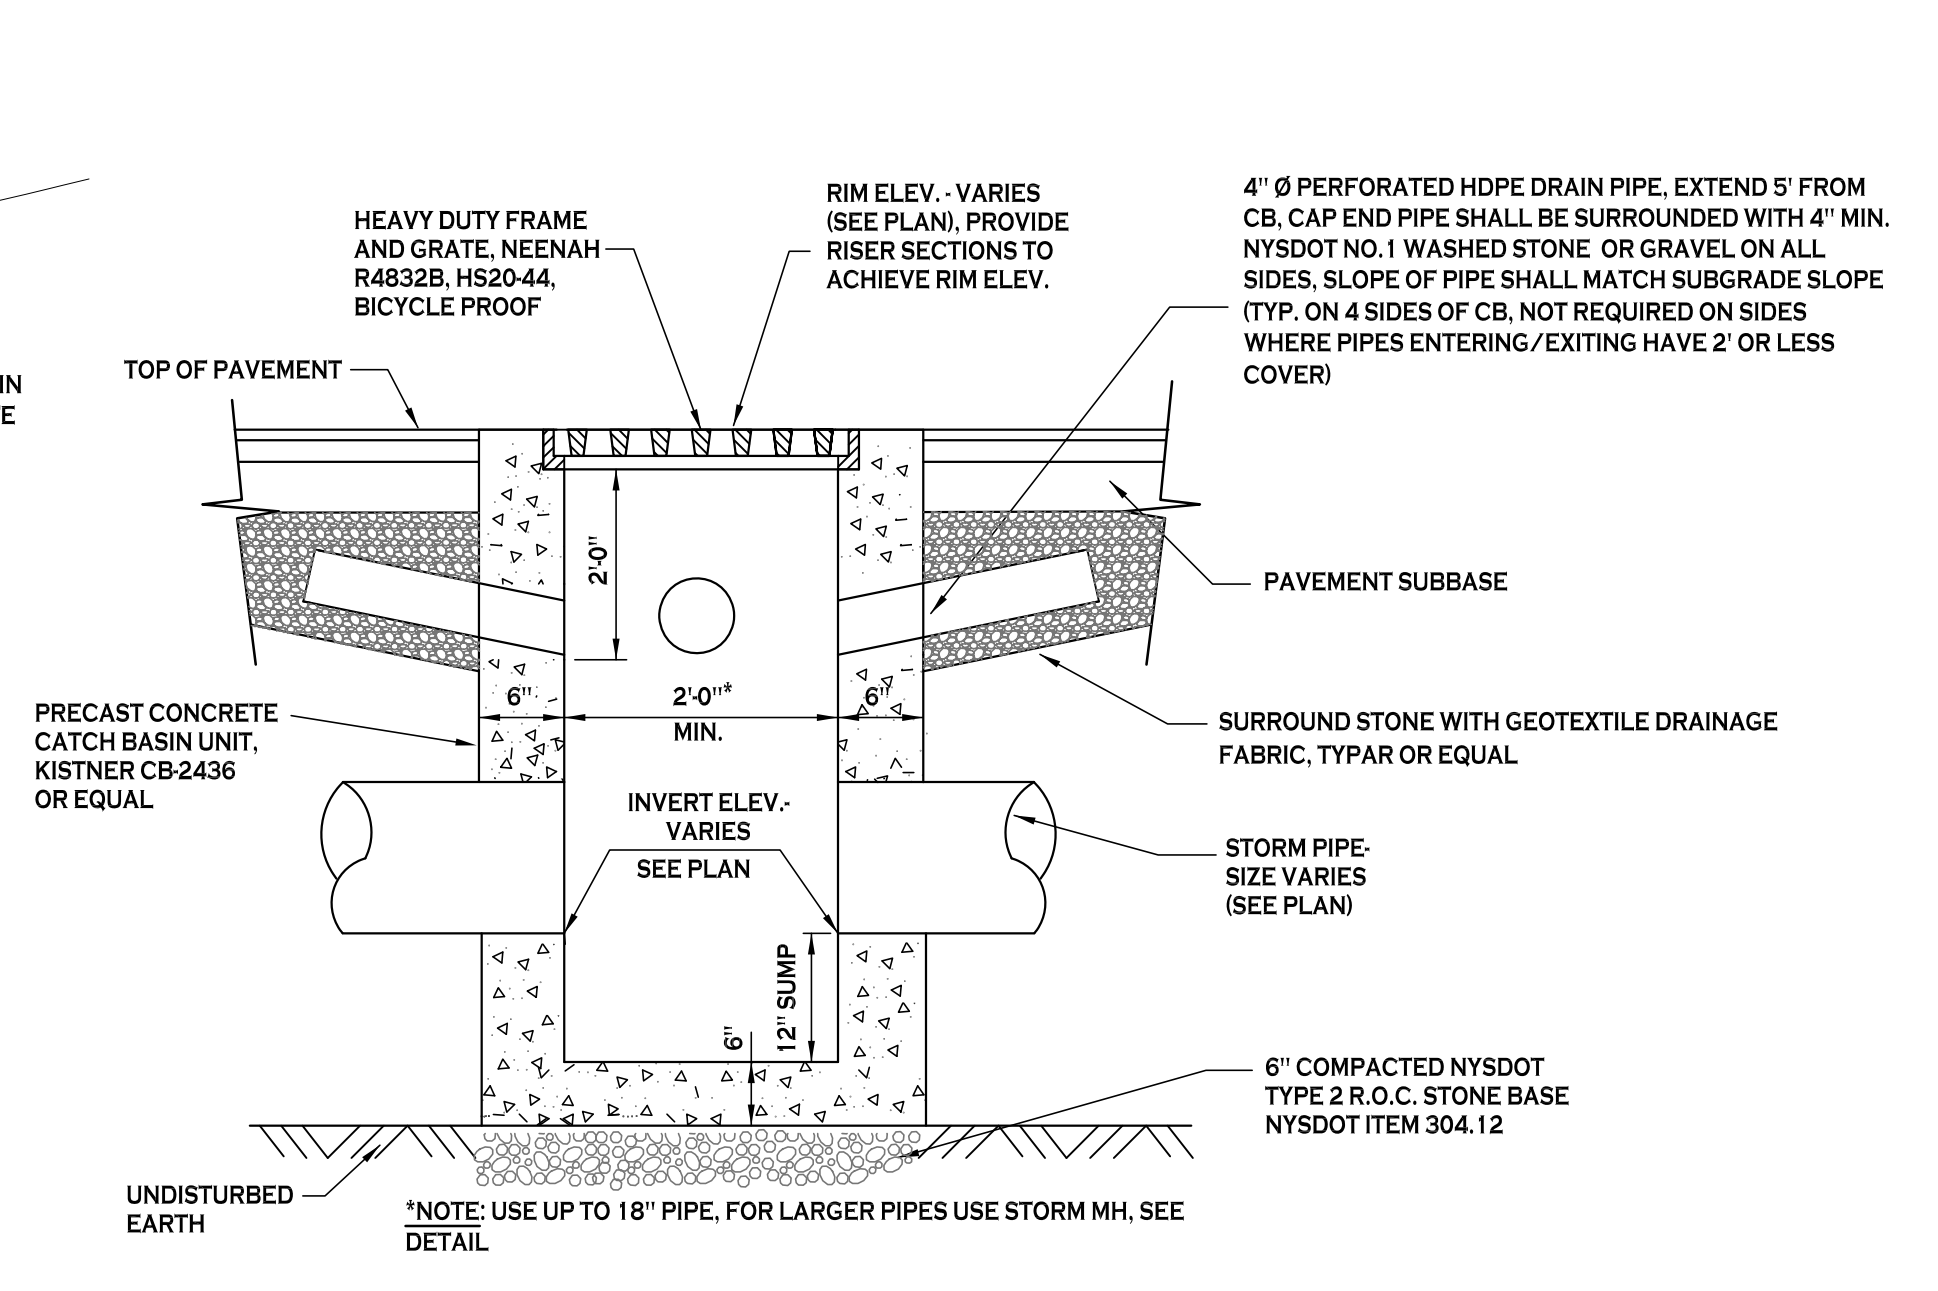 HEAVY DUTY FRAME
AND GRATE, NEENAH
R4832B, HS20-44,
BICYCLE PROOF
RIM ELEV. - VARIES
(SEE PLAN), PROVIDE
RISER SECTIONS TO
ACHIEVE RIM ELEV.
4" Ø PERFORATED HDPE DRAIN PIPE, EXTEND 5' FROM
CB, CAP END PIPE SHALL BE SURROUNDED WITH 4" MIN.
NYSDOT NO.1 WASHED STONE OR GRAVEL ON ALL
SIDES, SLOPE OF PIPE SHALL MATCH SUBGRADE SLOPE
(TYP. ON 4 SIDES OF CB, NOT REQUIRED ON SIDES
WHERE PIPES ENTERING/EXITING HAVE 2' OR LESS
COVER)
TOP OF PAVEMENT
IN
2'-0"
PAVEMENT SUBBASE
6"
2'-0"*
MIN.
6"
PRECAST CONCRETE
CATCH BASIN UNIT,
KISTNER CB-2436
OR EQUAL
SURROUND STONE WITH GEOTEXTILE DRAINAGE
FABRIC, TYPAR OR EQUAL
INVERT ELEV.-
VARIES
SEE PLAN
STORM PIPE-
SIZE VARIES
(SEE PLAN)
12" SUMP
6"
6" COMPACTED NYSDOT
TYPE 2 R.O.C. STONE BASE
NYSDOT ITEM 304.12
UNDISTURBED
EARTH
*NOTE: USE UP TO 18" PIPE, FOR LARGER PIPES USE STORM MH, SEE
DETAIL